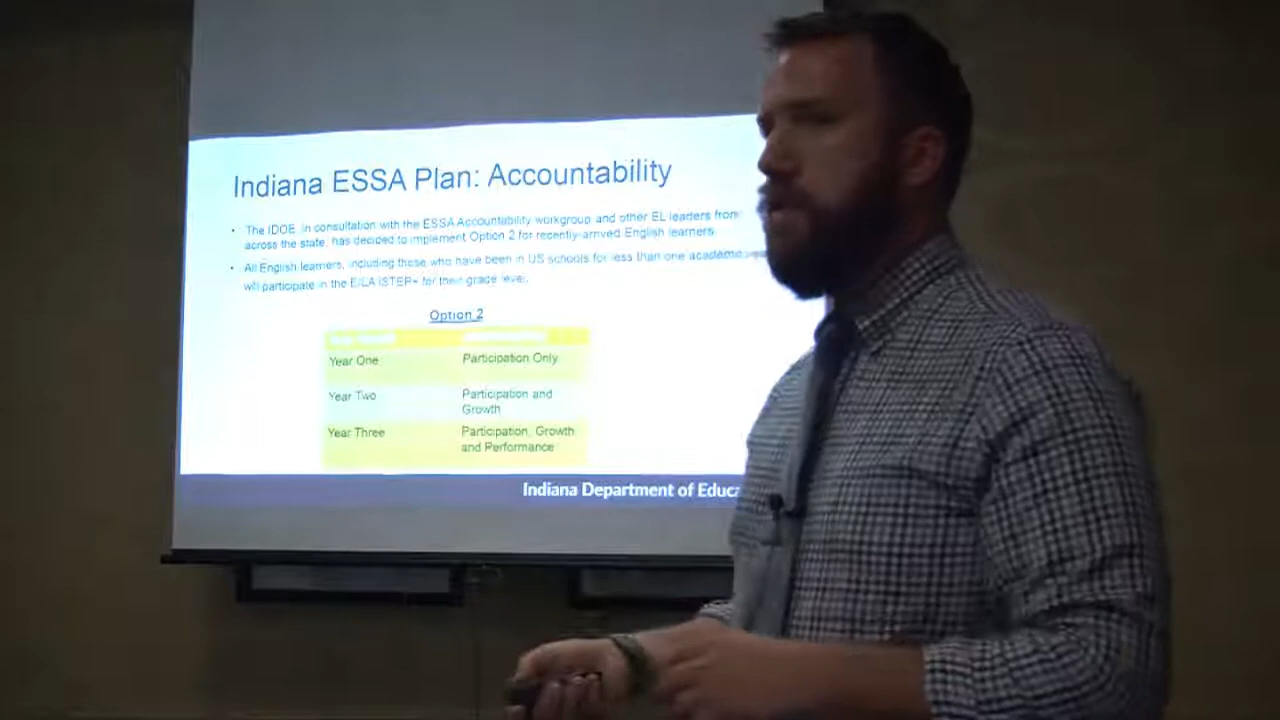 Indiana ESSA Plan: Accountability
• The IDOE, in consultation with the ESSA Accountability workgroup and other EL leaders from
across the state, has decided to implement Option 2 for recently-arrived English learners.
• All English learners, including those who have been in US schools for less than one academic
will participate in the E/LA ISTEP+ for their grade level.
Option 2
Year One Participation Only
Year Two Participation and
Growth
Year Three Participation, Growth
and Performance
Indiana Department of Educa